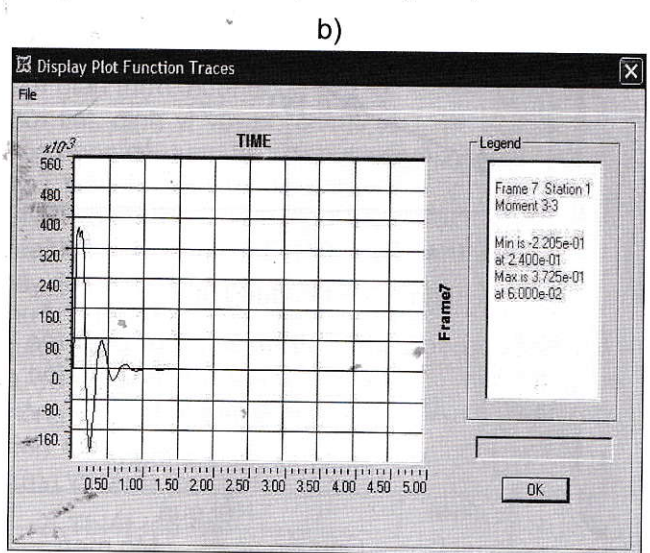 b)
Display Plot Function Traces
File
x10-3
TIME
560.
480.
400.
320.
240.
160.
80.
0.
-80.
-160.
0.50 1.00 1.50 2.00 2.50 3.00 3.50 4.00 4.50 5.00
Frame7
Legend
Frame 7 Station 1
Moment 3-3
Min is -2.205e-01
at 2.400e-01
Max is 3.725e-01
at 6.000e-02
OK